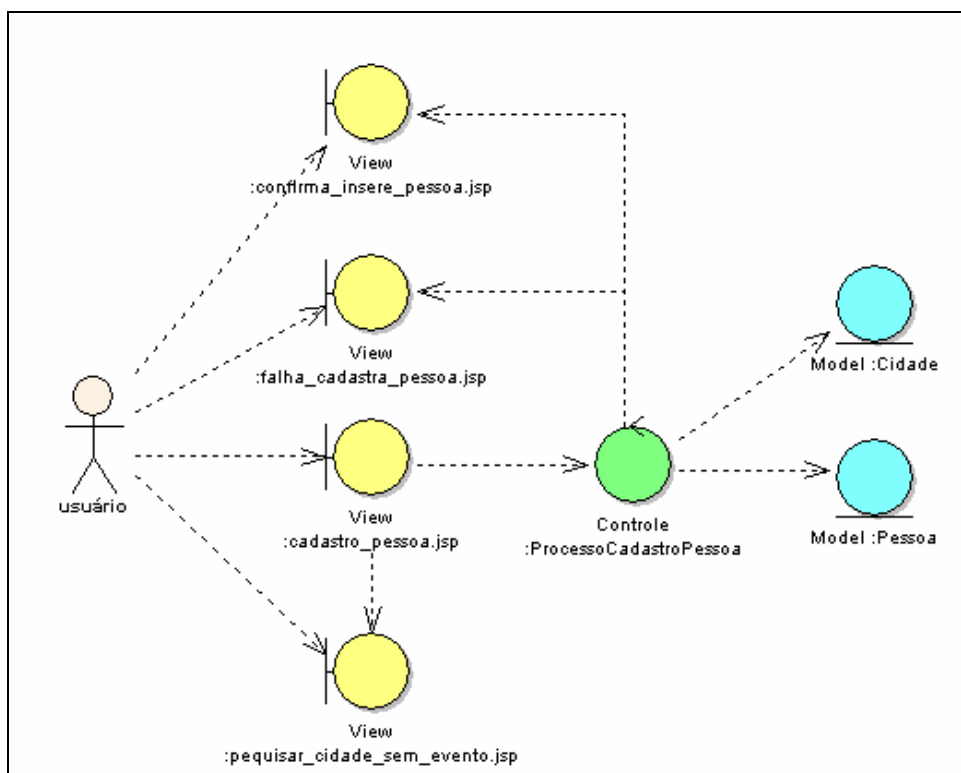 View
:confirma_insere_pessoa.jsp
View
:falha_cadastra_pessoa.jsp
Model :Cidade
usuário
View
:cadastro_pessoa.jsp
Controle
:ProcessoCadastroPessoa
Model :Pessoa
View
:pequisar_cidade_sem_evento.jsp